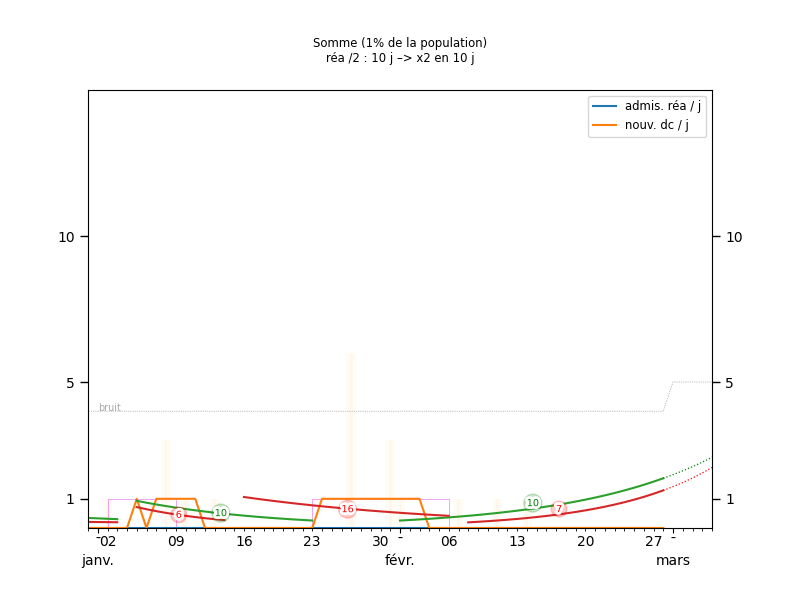 Somme (1% de la population)
réa /2 : 10 j –> x2 en 10 j
admis. réa / j
nouv. dc / j
10
10
5
5
bruit
1
1
6
10
16
10
7
02
09
16
23
30
06
13
20
27
janv.
févr.
mars